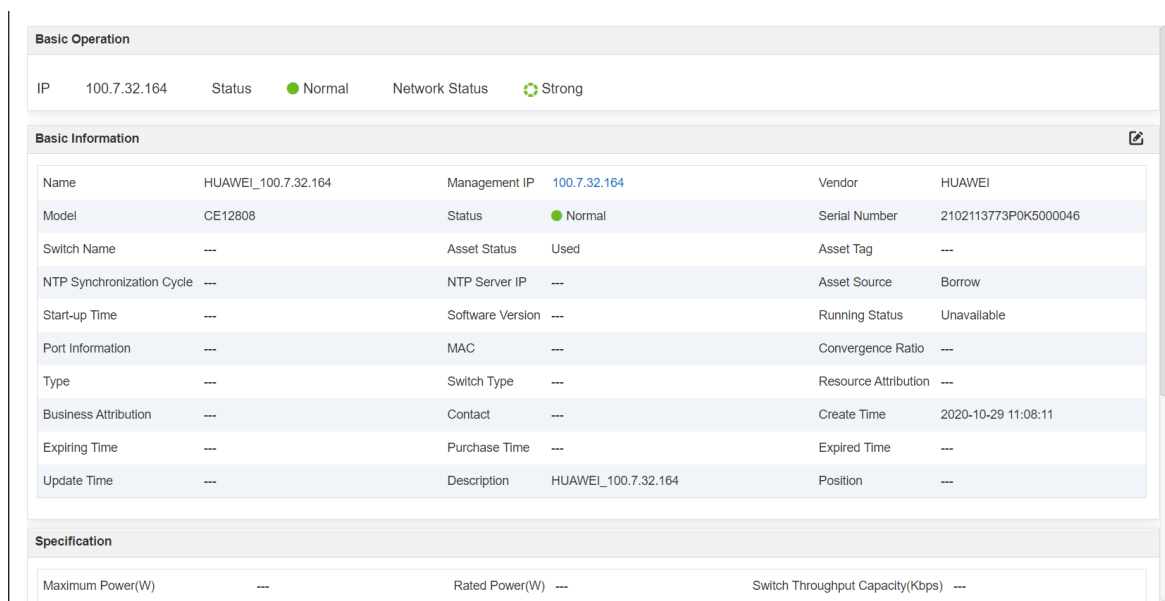 Basic Operation
IP 100.7.32.164 Status Normal Network Status Strong
Basic Information
Name HUAWEI_100.7.32.164 Management IP 100.7.32.164 Vendor HUAWEI
Model CE12808 Status Normal Serial Number 2102113773P0K5000046
Switch Name --- Asset Status Used Asset Tag ---
NTP Synchronization Cycle --- NTP Server IP --- Asset Source Borrow
Start-up Time --- Software Version --- Running Status Unavailable
Port Information --- MAC --- Convergence Ratio ---
Type --- Switch Type --- Resource Attribution ---
Business Attribution --- Contact --- Create Time 2020-10-29 11:08:11
Expiring Time --- Purchase Time --- Expired Time ---
Update Time --- Description HUAWEI_100.7.32.164 Position ---
Specification
Maximum Power(W) --- Rated Power(W) --- Switch Throughput Capacity(Kbps) ---